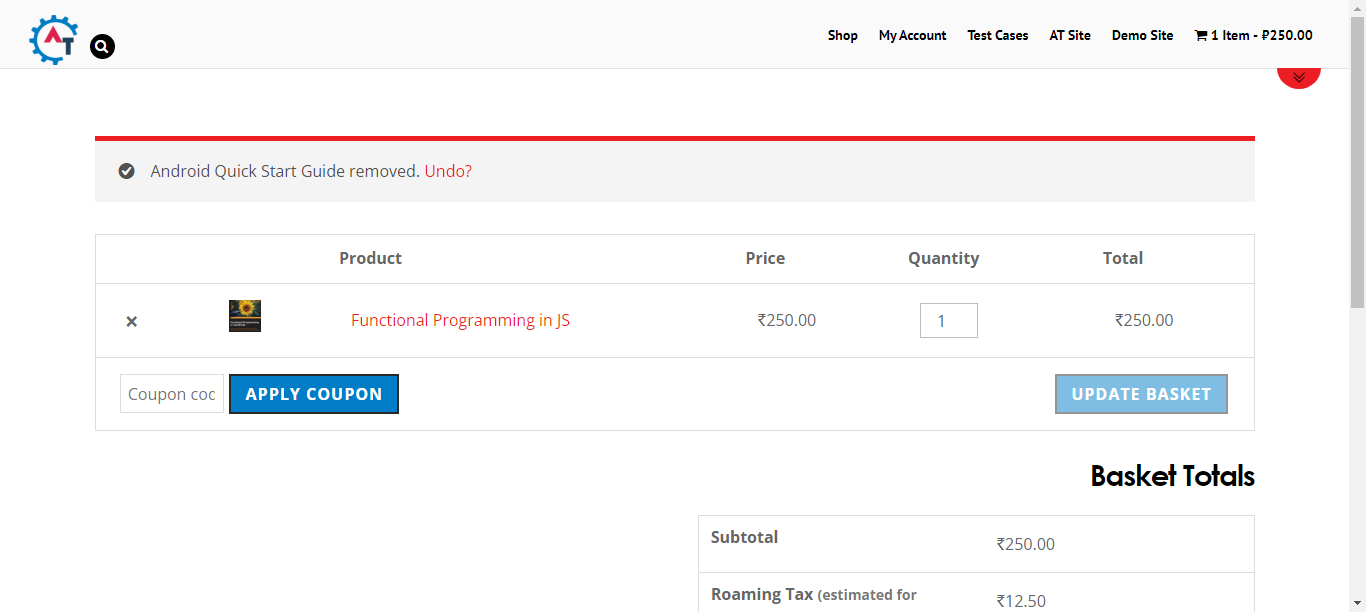 AT
Shop My Account Test Cases AT Site Demo Site 1 Item - ₽250.00
Android Quick Start Guide removed. Undo?
Product Price Quantity Total
× Functional Programming in JS ₹250.00 1 ₹250.00
Coupon cod APPLY COUPON UPDATE BASKET
Basket Totals
Subtotal ₹250.00
Roaming Tax (estimated for ₹12.50